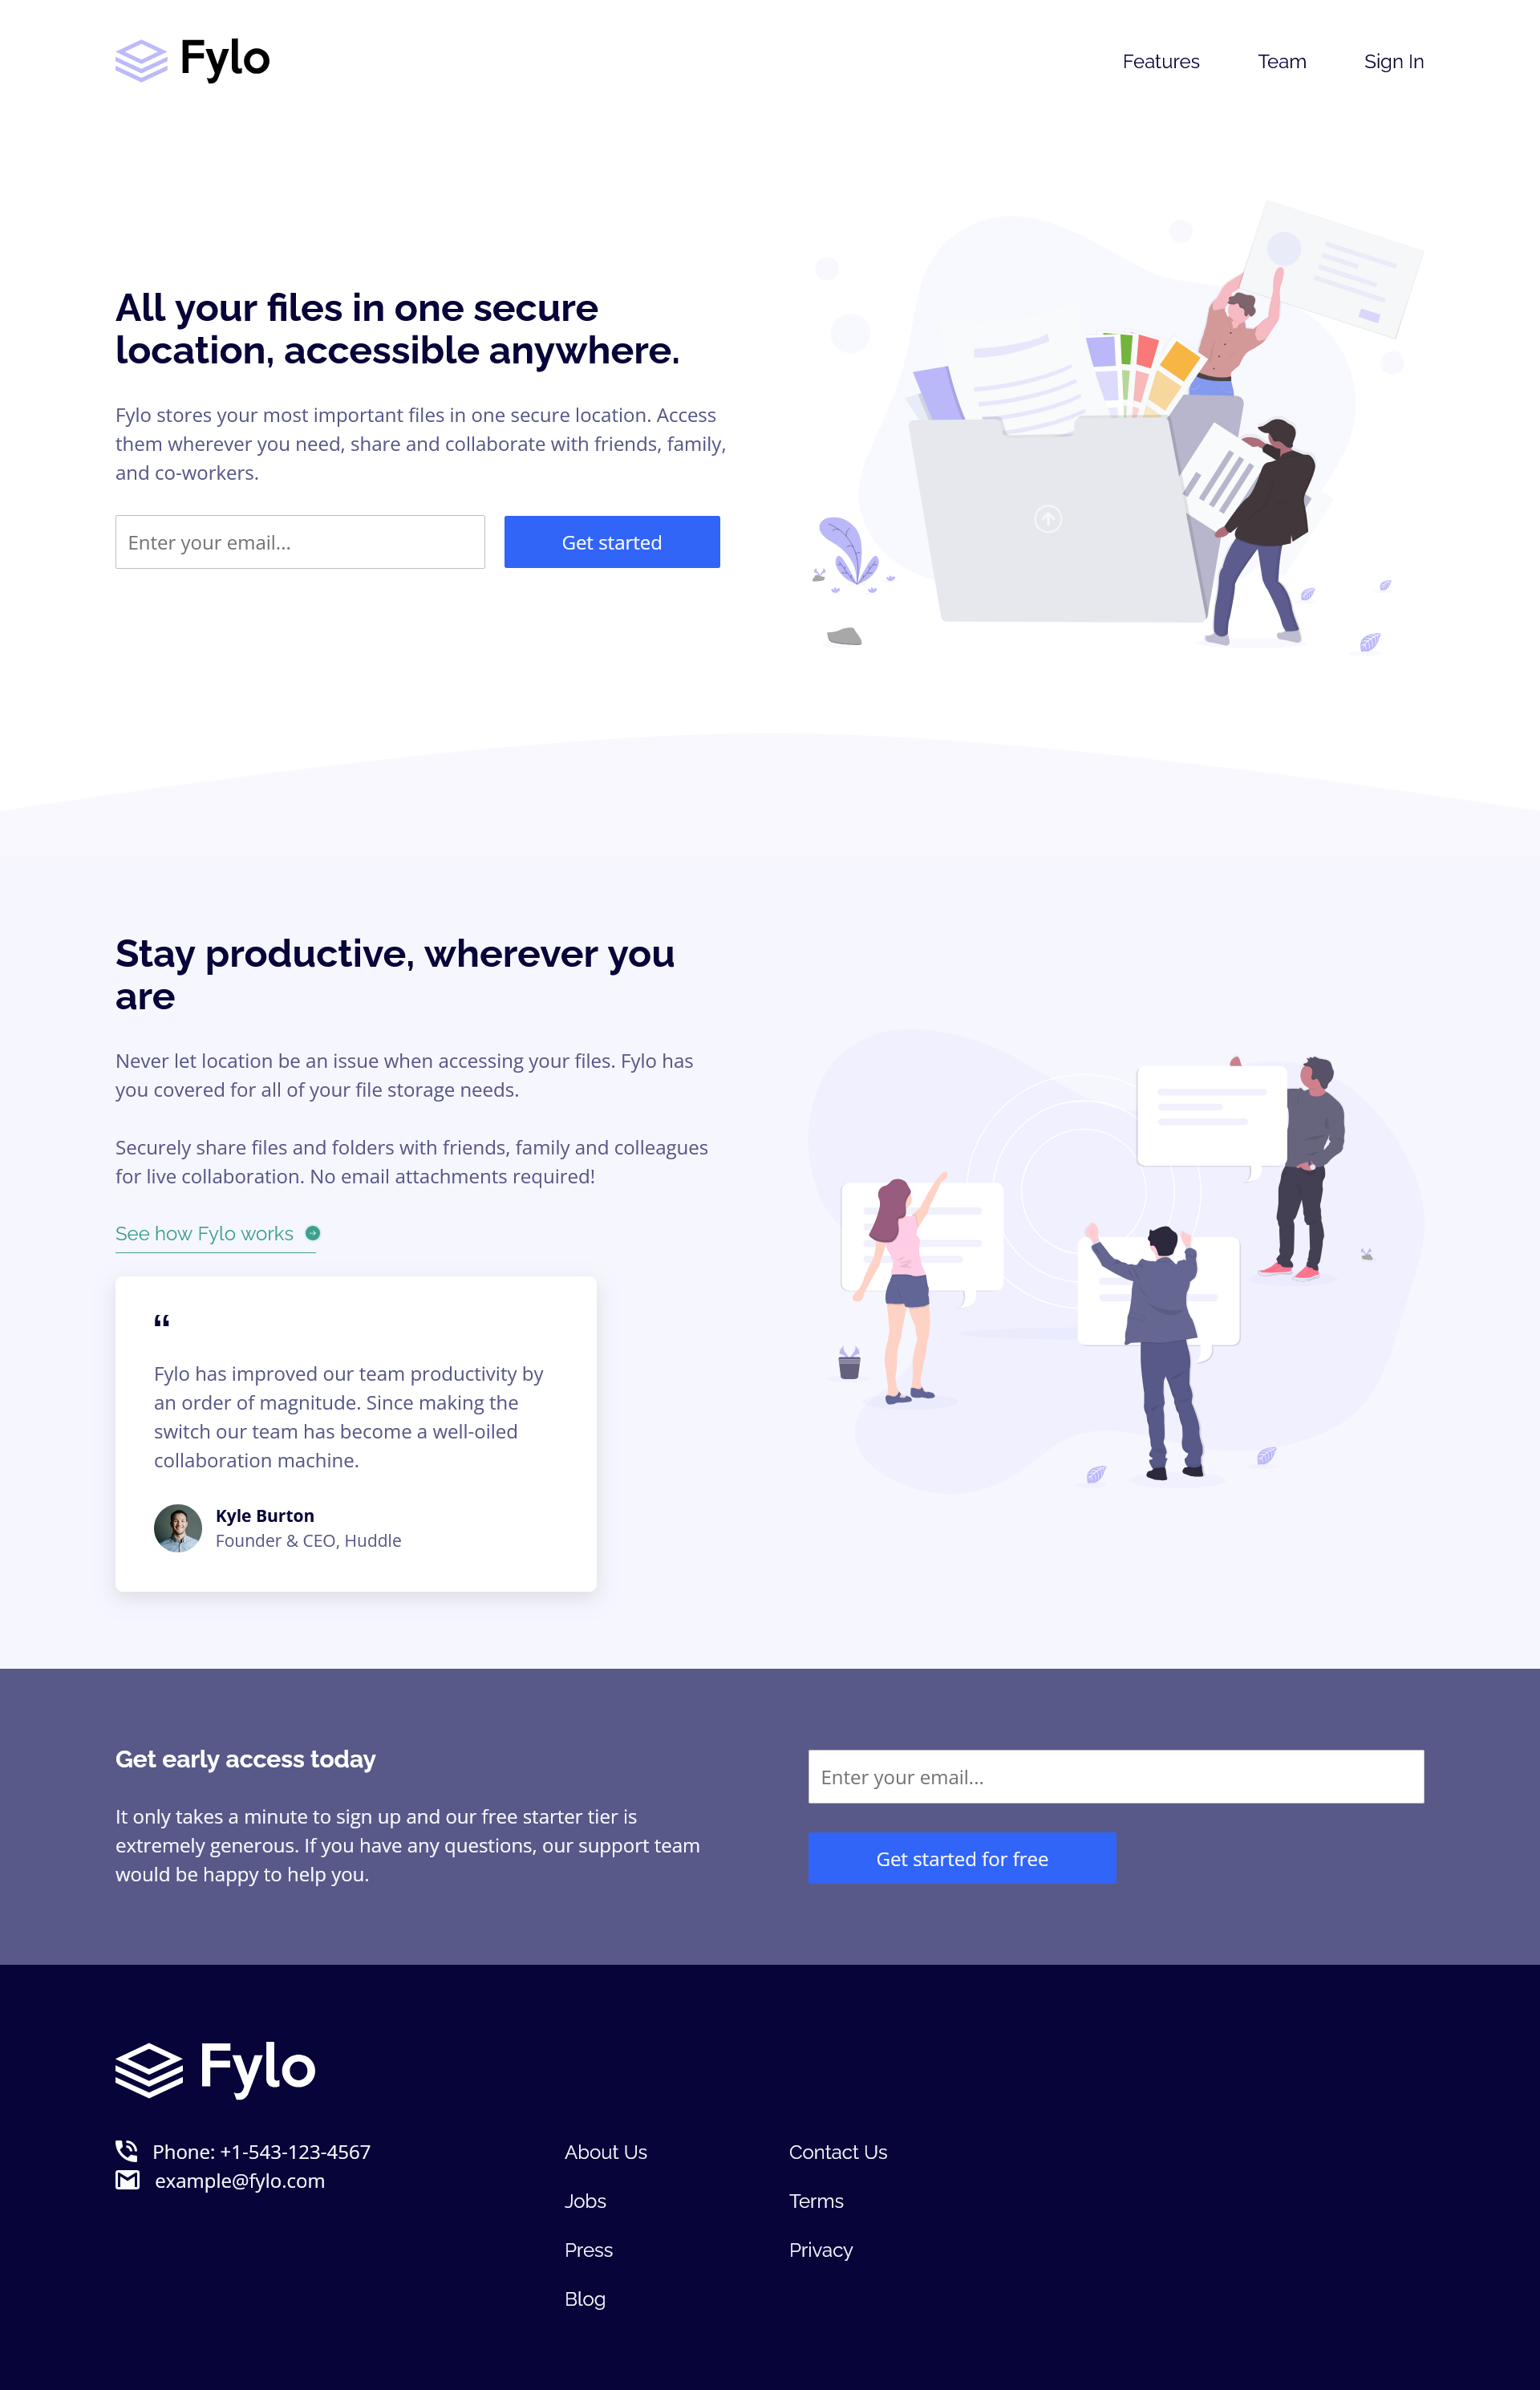 Fylo
Features
Team
Sign In
All your files in one secure
location, accessible anywhere.
Fylo stores your most important files in one secure location. Access
them wherever you need, share and collaborate with friends, family,
and co-workers.
Enter your email...
Get started
Stay productive, wherever you
are
Never let location be an issue when accessing your files. Fylo has
you covered for all of your file storage needs.
Securely share files and folders with friends, family and colleagues
for live collaboration. No email attachments required!
See how Fylo works
“
Fylo has improved our team productivity by
an order of magnitude. Since making the
switch our team has become a well-oiled
collaboration machine.
Kyle Burton
Founder & CEO, Huddle
Get early access today
It only takes a minute to sign up and our free starter tier is
extremely generous. If you have any questions, our support team
would be happy to help you.
Enter your email...
Get started for free
Fylo
Phone: +1-543-123-4567
example@fylo.com
About Us
Jobs
Press
Blog
Contact Us
Terms
Privacy